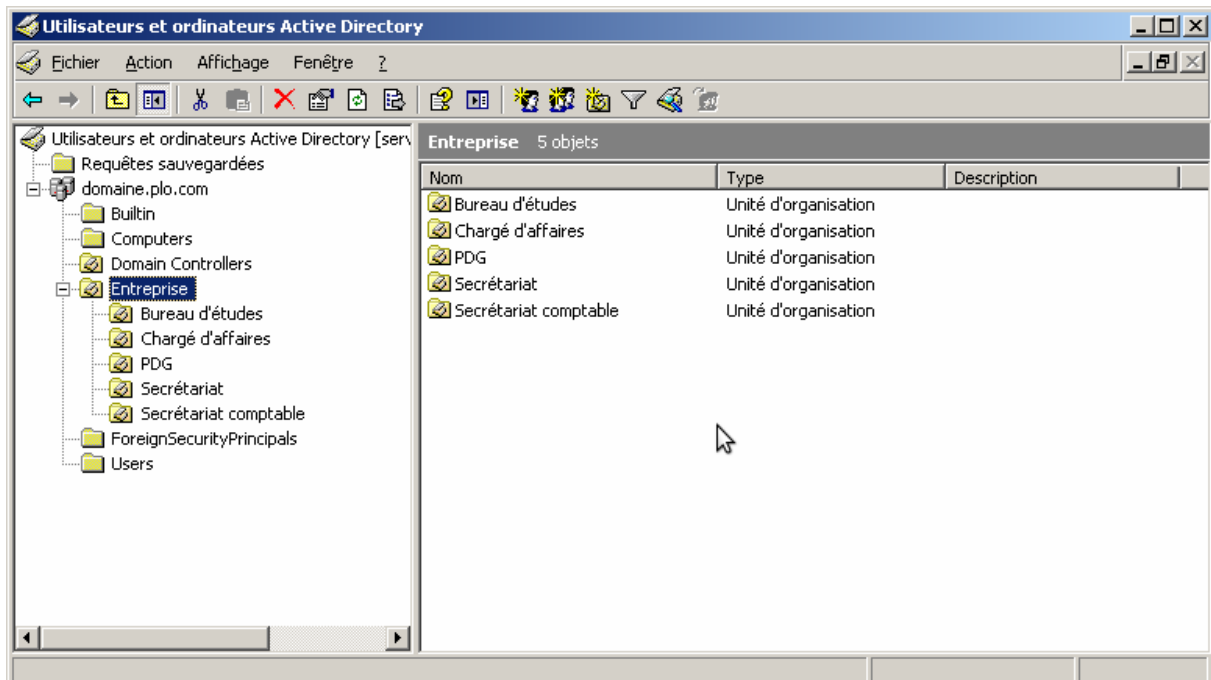 Utilisateurs et ordinateurs Active Directory
Fichier Action Affichage Fenêtre ?
Utilisateurs et ordinateurs Active Directory [serv
Requêtes sauvegardées
domaine.plo.com
Builtin
Computers
Domain Controllers
Entreprise
Bureau d'études
Chargé d'affaires
PDG
Secrétariat
Secrétariat comptable
ForeignSecurityPrincipals
Users
Entreprise 5 objets
Nom Type Description
Bureau d'études Unité d'organisation
Chargé d'affaires Unité d'organisation
PDG Unité d'organisation
Secrétariat Unité d'organisation
Secrétariat comptable Unité d'organisation